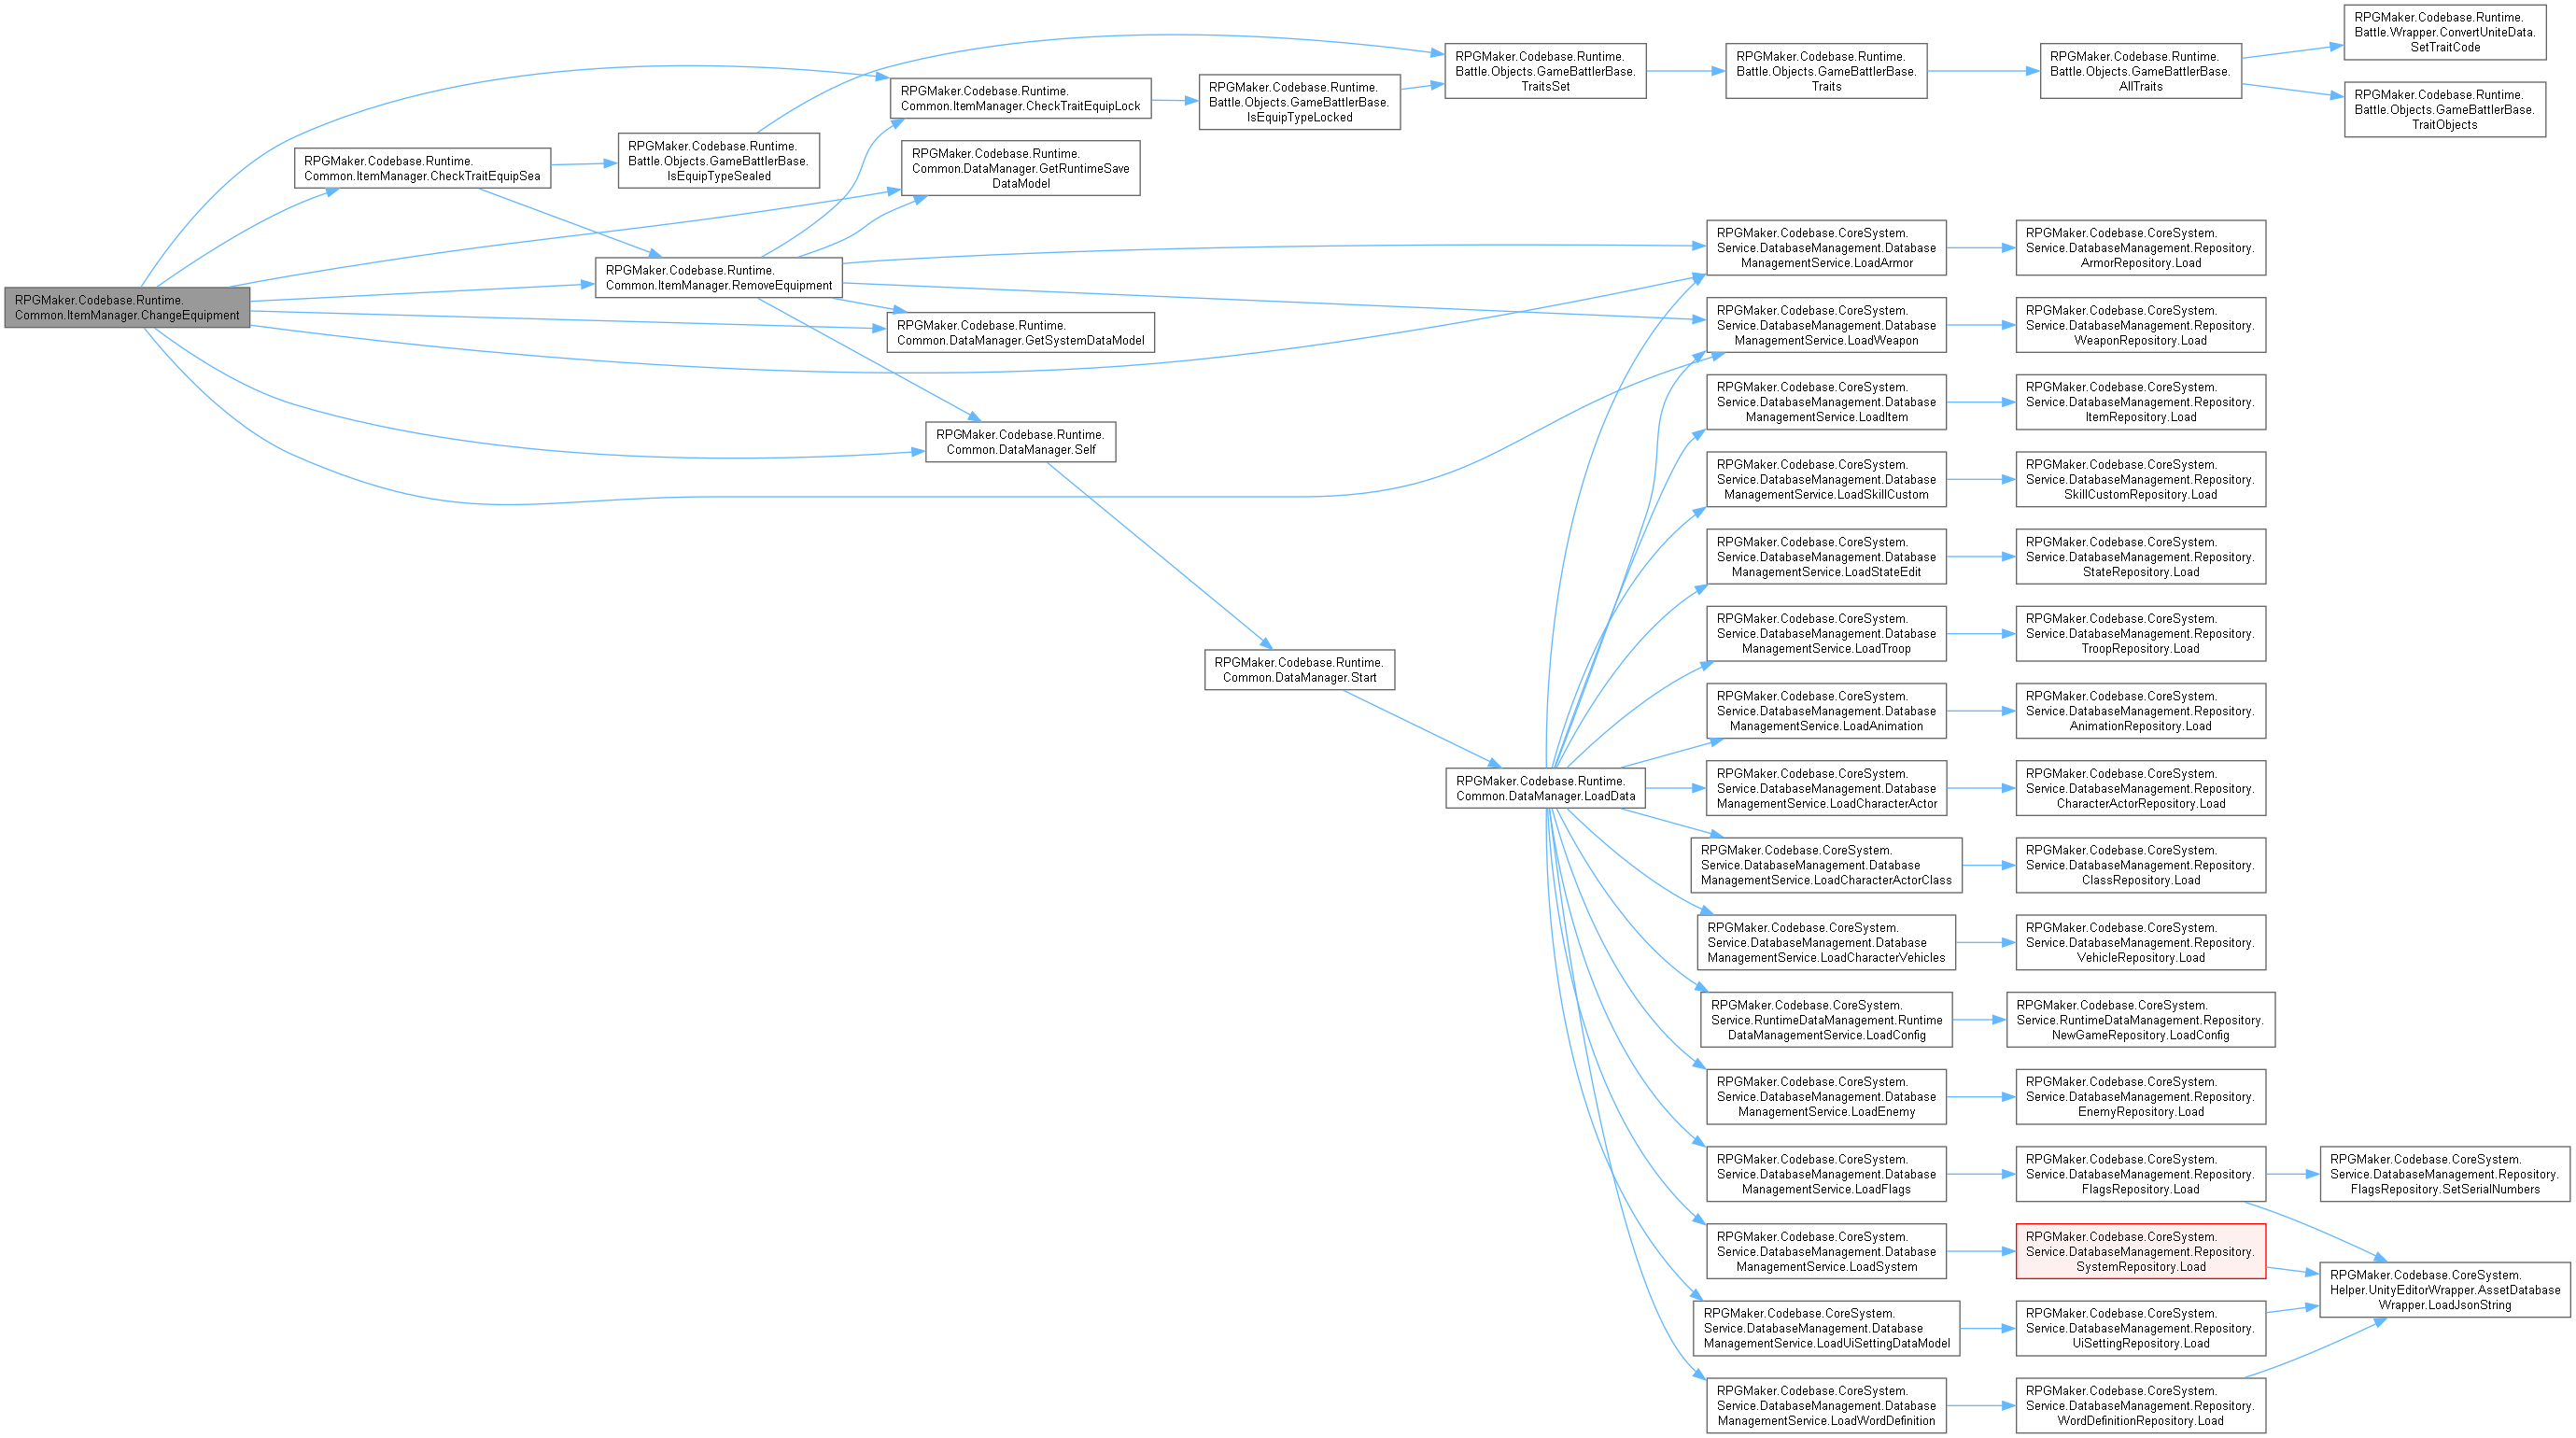 RPGMaker.Codebase.Runtime.
Common.ItemManager.ChangeEquipment
RPGMaker.Codebase.Runtime.
Common.ItemManager.CheckTraitEquipSea
RPGMaker.Codebase.Runtime.
Battle.Objects.GameBattlerBase.
IsEquipTypeSealed
RPGMaker.Codebase.Runtime.
Common.ItemManager.RemoveEquipment
RPGMaker.Codebase.Runtime.
Common.ItemManager.CheckTraitEquipLock
RPGMaker.Codebase.Runtime.
Common.DataManager.GetRuntimeSave
DataModel
RPGMaker.Codebase.Runtime.
Common.DataManager.GetSystemDataModel
RPGMaker.Codebase.Runtime.
Common.DataManager.Self
RPGMaker.Codebase.Runtime.
Battle.Objects.GameBattlerBase.
IsEquipTypeLocked
RPGMaker.Codebase.Runtime.
Common.DataManager.Start
RPGMaker.Codebase.Runtime.
Battle.Objects.GameBattlerBase.
TraitsSet
RPGMaker.Codebase.Runtime.
Battle.Objects.GameBattlerBase.
Traits
RPGMaker.Codebase.Runtime.
Battle.Objects.GameBattlerBase.
AllTraits
RPGMaker.Codebase.Runtime.
Battle.Wrapper.ConvertUniteData.
SetTraitCode
RPGMaker.Codebase.Runtime.
Battle.Objects.GameBattlerBase.
TraitObjects
RPGMaker.Codebase.Runtime.
Common.DataManager.LoadData
RPGMaker.Codebase.CoreSystem.
Service.DatabaseManagement.Database
ManagementService.LoadArmor
RPGMaker.Codebase.CoreSystem.
Service.DatabaseManagement.Repository.
ArmorRepository.Load
RPGMaker.Codebase.CoreSystem.
Service.DatabaseManagement.Database
ManagementService.LoadWeapon
RPGMaker.Codebase.CoreSystem.
Service.DatabaseManagement.Repository.
WeaponRepository.Load
RPGMaker.Codebase.CoreSystem.
Service.DatabaseManagement.Database
ManagementService.LoadItem
RPGMaker.Codebase.CoreSystem.
Service.DatabaseManagement.Repository.
ItemRepository.Load
RPGMaker.Codebase.CoreSystem.
Service.DatabaseManagement.Database
ManagementService.LoadSkillCustom
RPGMaker.Codebase.CoreSystem.
Service.DatabaseManagement.Repository.
SkillCustomRepository.Load
RPGMaker.Codebase.CoreSystem.
Service.DatabaseManagement.Database
ManagementService.LoadStateEdit
RPGMaker.Codebase.CoreSystem.
Service.DatabaseManagement.Repository.
StateRepository.Load
RPGMaker.Codebase.CoreSystem.
Service.DatabaseManagement.Database
ManagementService.LoadTroop
RPGMaker.Codebase.CoreSystem.
Service.DatabaseManagement.Repository.
TroopRepository.Load
RPGMaker.Codebase.CoreSystem.
Service.DatabaseManagement.Database
ManagementService.LoadAnimation
RPGMaker.Codebase.CoreSystem.
Service.DatabaseManagement.Repository.
AnimationRepository.Load
RPGMaker.Codebase.CoreSystem.
Service.DatabaseManagement.Database
ManagementService.LoadCharacterActor
RPGMaker.Codebase.CoreSystem.
Service.DatabaseManagement.Repository.
CharacterActorRepository.Load
RPGMaker.Codebase.CoreSystem.
Service.DatabaseManagement.Database
ManagementService.LoadCharacterActorClass
RPGMaker.Codebase.CoreSystem.
Service.DatabaseManagement.Repository.
ClassRepository.Load
RPGMaker.Codebase.CoreSystem.
Service.DatabaseManagement.Database
ManagementService.LoadCharacterVehicles
RPGMaker.Codebase.CoreSystem.
Service.DatabaseManagement.Repository.
VehicleRepository.Load
RPGMaker.Codebase.CoreSystem.
Service.RuntimeDataManagement.Runtime
DataManagementService.LoadConfig
RPGMaker.Codebase.CoreSystem.
Service.RuntimeDataManagement.Repository.
NewGameRepository.LoadConfig
RPGMaker.Codebase.CoreSystem.
Service.DatabaseManagement.Database
ManagementService.LoadEnemy
RPGMaker.Codebase.CoreSystem.
Service.DatabaseManagement.Repository.
EnemyRepository.Load
RPGMaker.Codebase.CoreSystem.
Service.DatabaseManagement.Database
ManagementService.LoadFlags
RPGMaker.Codebase.CoreSystem.
Service.DatabaseManagement.Repository.
FlagsRepository.Load
RPGMaker.Codebase.CoreSystem.
Service.DatabaseManagement.Repository.
FlagsRepository.SetSerialNumbers
RPGMaker.Codebase.CoreSystem.
Service.DatabaseManagement.Database
ManagementService.LoadSystem
RPGMaker.Codebase.CoreSystem.
Service.DatabaseManagement.Repository.
SystemRepository.Load
RPGMaker.Codebase.CoreSystem.
Helper.UnityEditorWrapper.AssetDatabase
Wrapper.LoadJsonString
RPGMaker.Codebase.CoreSystem.
Service.DatabaseManagement.Database
ManagementService.LoadUiSettingDataModel
RPGMaker.Codebase.CoreSystem.
Service.DatabaseManagement.Repository.
UiSettingRepository.Load
RPGMaker.Codebase.CoreSystem.
Service.DatabaseManagement.Database
ManagementService.LoadWordDefinition
RPGMaker.Codebase.CoreSystem.
Service.DatabaseManagement.Repository.
WordDefinitionRepository.Load